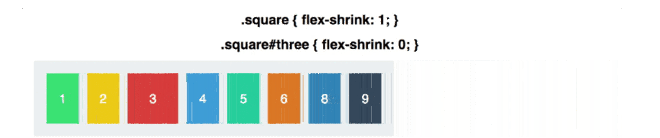 .square { flex-shrink: 1; }
.square#three { flex-shrink: 0; }
1 2 3 4 5 6 8 9